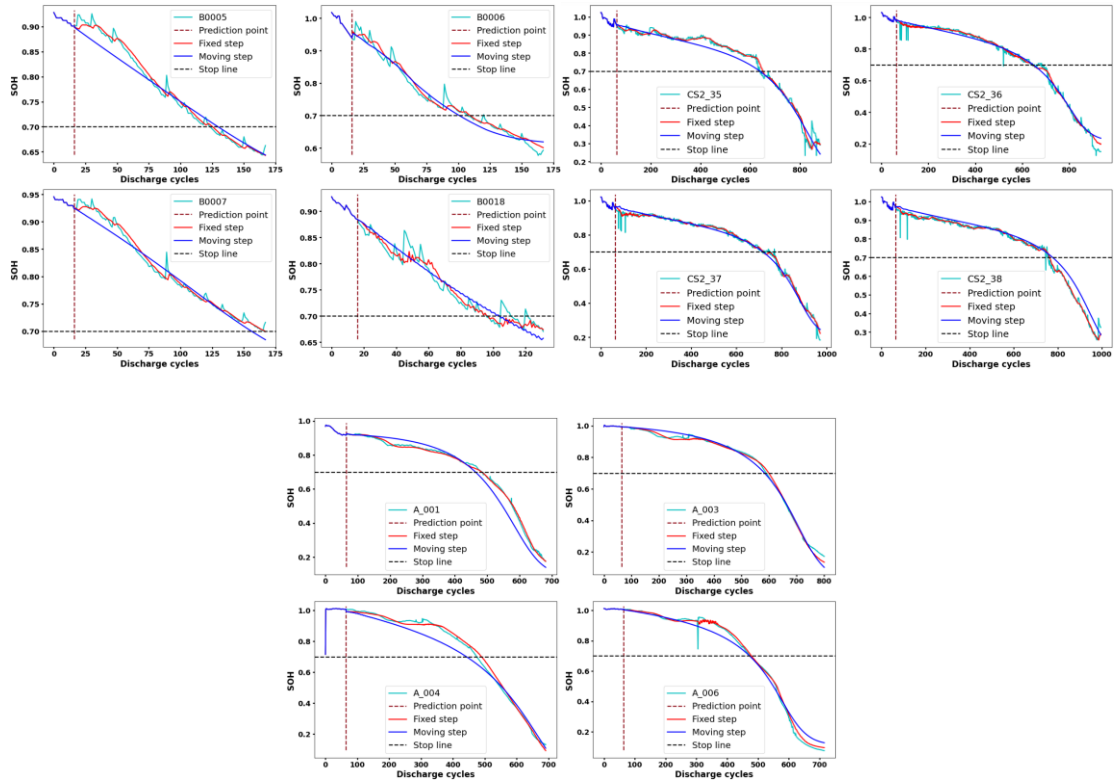 0.90
0.85
0.80
0.75
0.70
0.65
SOH
B0005
Prediction point
Fixed step
Moving step
Stop line
0 25 50 75 100 125 150 175
Discharge cycles
1.0
0.9
0.8
0.7
0.6
SOH
B0006
Prediction point
Fixed step
Moving step
Stop line
0 25 50 75 100 125 150 175
Discharge cycles
1.0
0.9
0.8
0.7
0.6
0.5
0.4
0.3
0.2
SOH
CS2_35
Prediction point
Fixed step
Moving step
Stop line
0 200 400 600 800
Discharge cycles
1.0
0.8
0.6
0.4
0.2
SOH
CS2_36
Prediction point
Fixed step
Moving step
Stop line
0 200 400 600 800
Discharge cycles
0.95
0.90
0.85
0.80
0.75
0.70
SOH
B0007
Prediction point
Fixed step
Moving step
Stop line
0 25 50 75 100 125 150 175
Discharge cycles
0.90
0.85
0.80
0.75
0.70
0.65
SOH
B0018
Prediction point
Fixed step
Moving step
Stop line
0 20 40 60 80 100 120
Discharge cycles
1.0
0.8
0.6
0.4
0.2
SOH
CS2_37
Prediction point
Fixed step
Moving step
Stop line
0 200 400 600 800 1000
Discharge cycles
1.0
0.9
0.8
0.7
0.6
0.5
0.4
0.3
SOH
CS2_38
Prediction point
Fixed step
Moving step
Stop line
0 200 400 600 800 1000
Discharge cycles
1.0
0.8
0.6
0.4
0.2
SOH
A_001
Prediction point
Fixed step
Moving step
Stop line
0 100 200 300 400 500 600 700
Discharge cycles
1.0
0.8
0.6
0.4
0.2
SOH
A_003
Prediction point
Fixed step
Moving step
Stop line
0 100 200 300 400 500 600 700 800
Discharge cycles
1.0
0.8
0.6
0.4
0.2
SOH
A_004
Prediction point
Fixed step
Moving step
Stop line
0 100 200 300 400 500 600 700
Discharge cycles
1.0
0.8
0.6
0.4
0.2
SOH
A_006
Prediction point
Fixed step
Moving step
Stop line
0 100 200 300 400 500 600 700
Discharge cycles